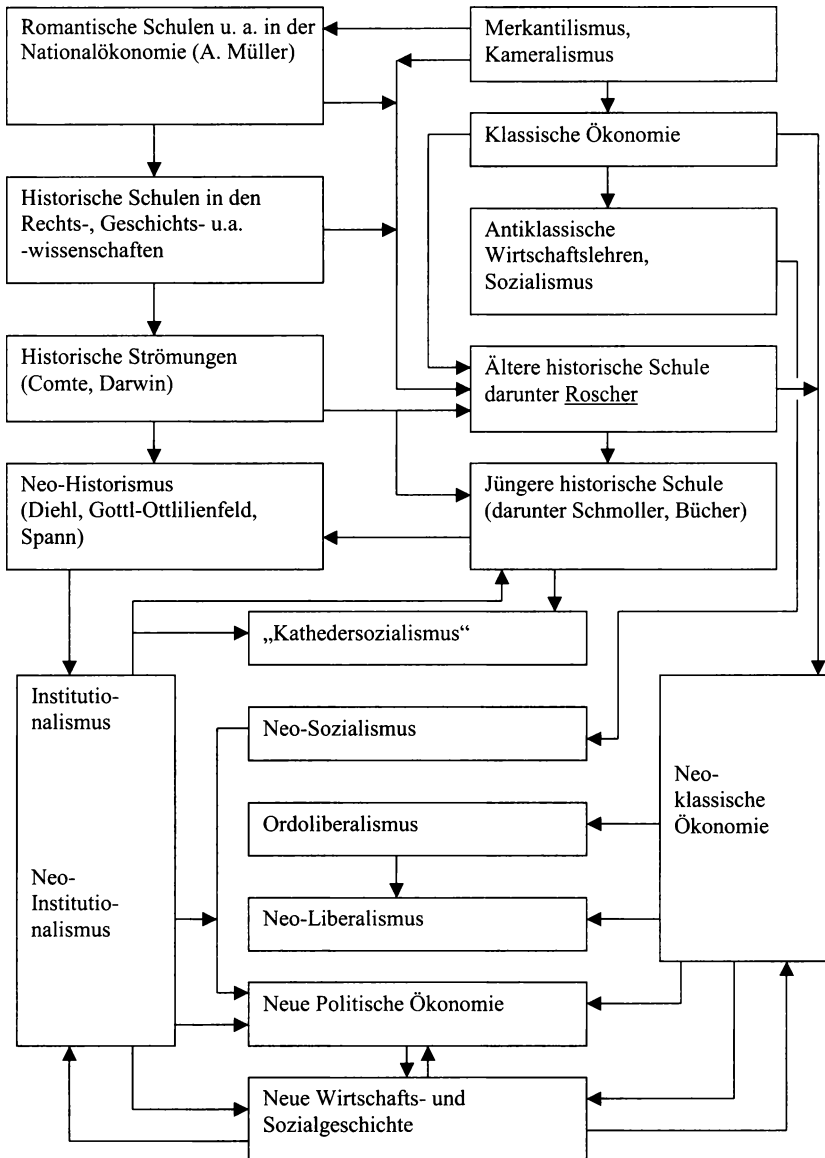 Romantische Schulen u. a. in der
Nationalökonomie (A. Müller)
Merkantilismus,
Kameralismus
Klassische Ökonomie
Historische Schulen in den
Rechts-, Geschichts- u.a.
-wissenschaften
Antiklassische
Wirtschaftslehren,
Sozialismus
Historische Strömungen
(Comte, Darwin)
Ältere historische Schule
darunter Roscher
Neo-Historismus
(Diehl, Gottl-Ottlilienfeld,
Spann)
Jüngere historische Schule
(darunter Schmoller, Bücher)
„Kathedersozialismus“
Institutio-
nalismus
Neo-Sozialismus
Neo-
klassische
Ökonomie
Ordoliberalismus
Neo-
Institutio-
nalismus
Neo-Liberalismus
Neue Politische Ökonomie
Neue Wirtschafts- und
Sozialgeschichte